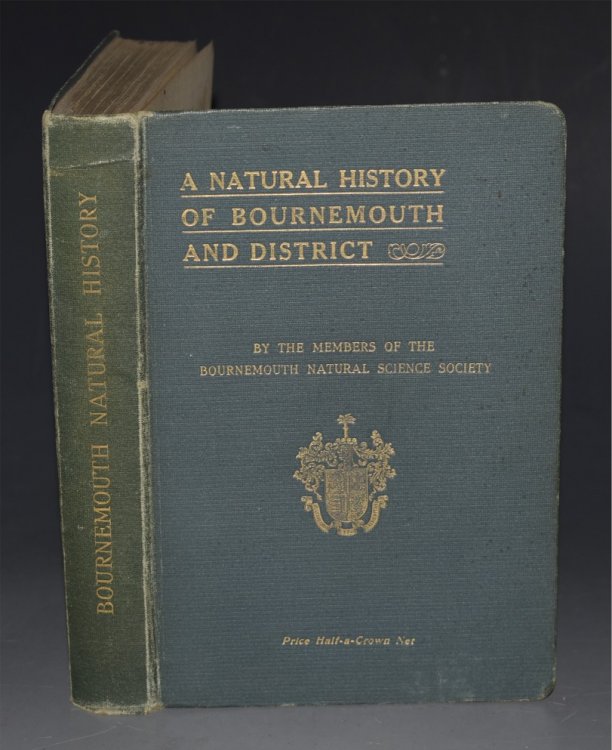 A NATURAL HISTORY
OF BOURNEMOUTH
AND DISTRICT
BY THE MEMBERS OF THE
BOURNEMOUTH NATURAL SCIENCE SOCIETY
Price Half-a-Crown Net
BOURNEMOUTH NATURAL HISTORY